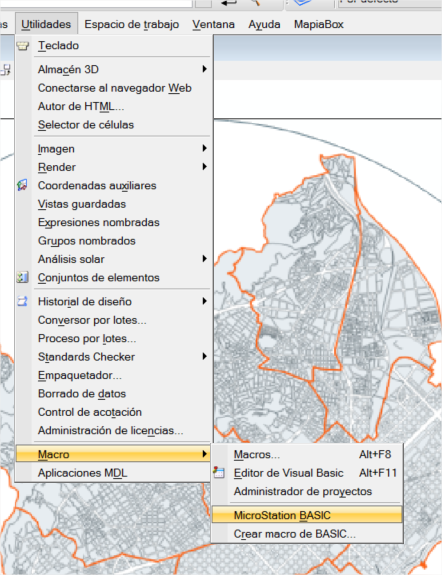 Utilidades Espacio de trabajo Ventana Ayuda MapiaBox
Teclado
Almacén 3D
Conectarse al navegador Web
Autor de HTML...
Selector de células
Imagen
Render
Coordenadas auxiliares
Vistas guardadas
Expresiones nombradas
Grupos nombrados
Análisis solar
Conjuntos de elementos
Historial de diseño
Conversor por lotes...
Proceso por lotes...
Standards Checker
Empaquetador...
Borrado de datos
Control de acotación
Administración de licencias...
Macro
Macros... Alt+F8
Aplicaciones MDL
Editor de Visual Basic Alt+F11
Administrador de proyectos
MicroStation BASIC
Crear macro de BASIC...